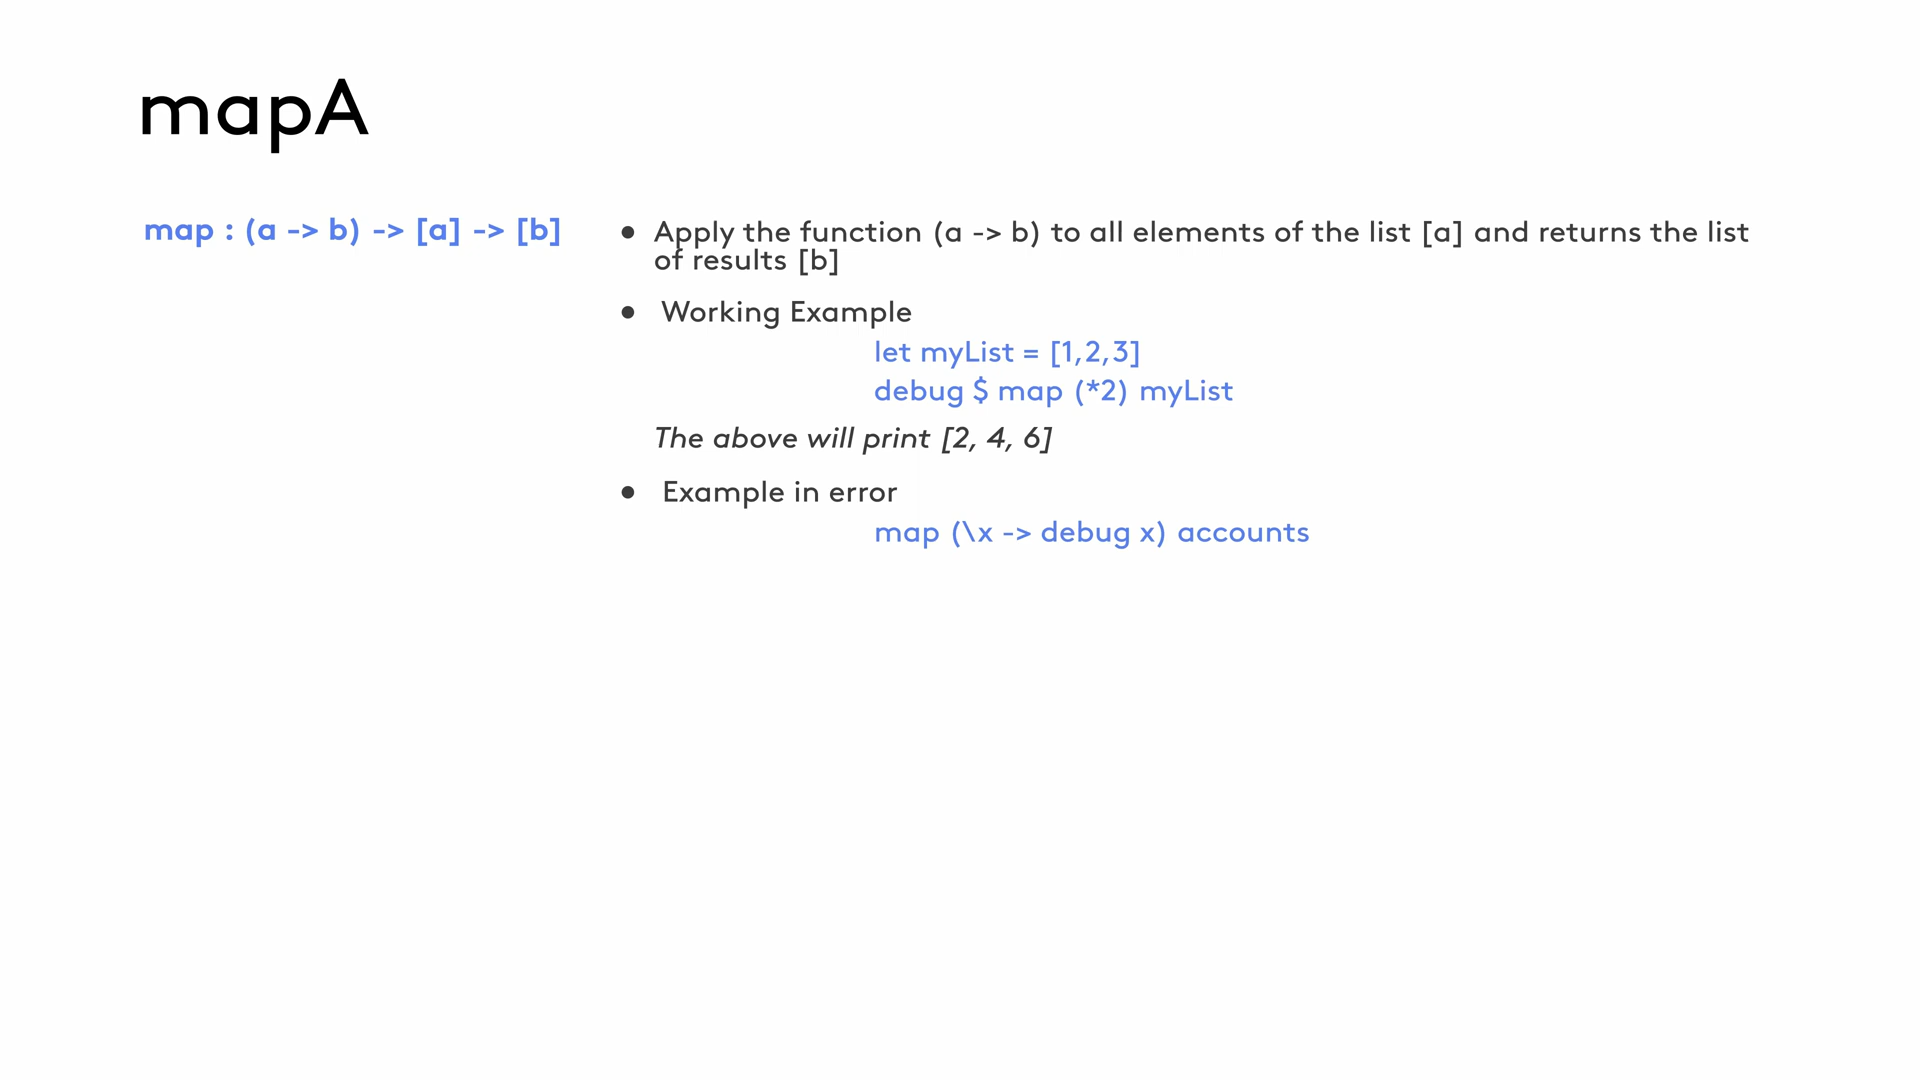 mapA
map : (a -> b) -> [a] -> [b]
• Apply the function (a -> b) to all elements of the list [a] and returns the list
of results [b]
• Working Example
let myList = [1,2,3]
debug $ map (*2) myList
The above will print [2, 4, 6]
• Example in error
map (\x -> debug x) accounts